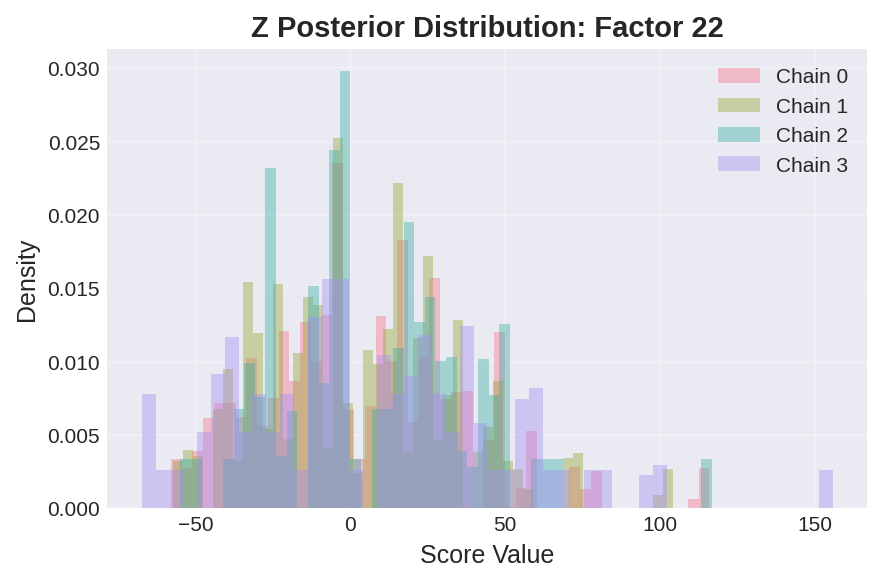 Z Posterior Distribution: Factor 22
0.030
0.025
0.020
0.015
0.010
0.005
0.000
Density
Chain 0
Chain 1
Chain 2
Chain 3
−50
0
50
100
150
Score Value